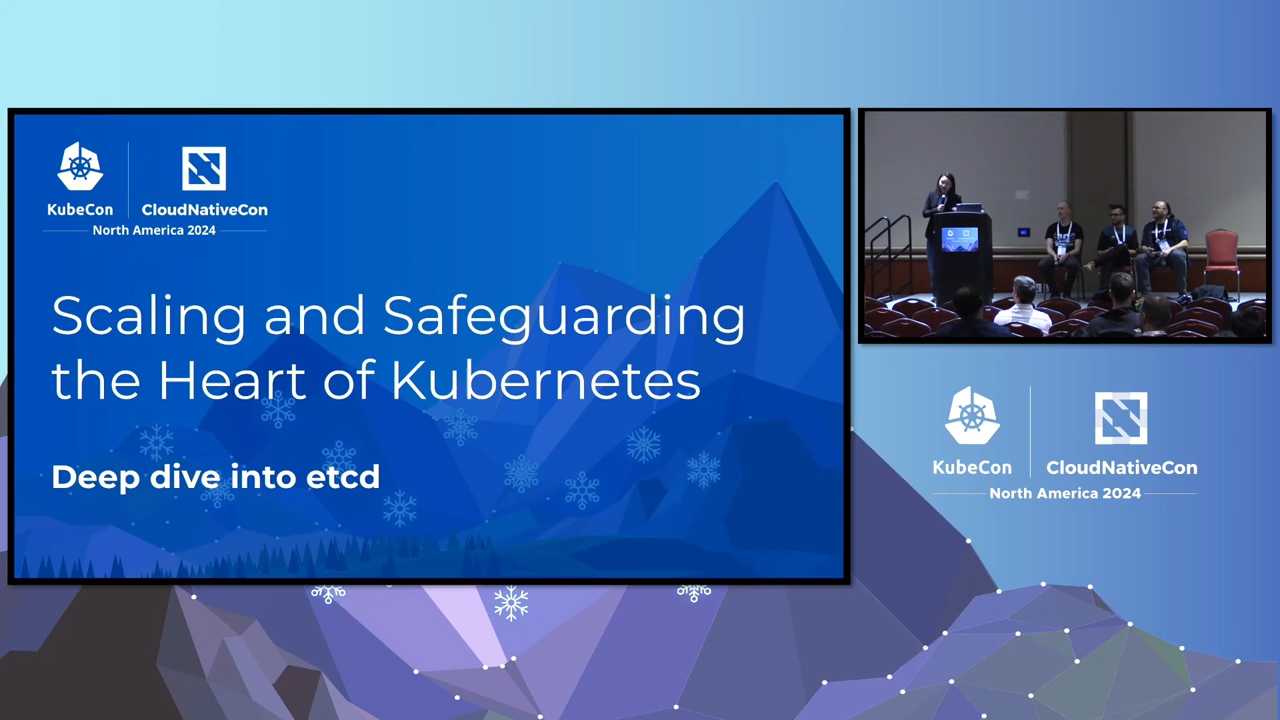 KubeCon
CloudNativeCon
North America 2024
Scaling and Safeguarding
the Heart of Kubernetes
Deep dive into etcd
KubeCon
CloudNativeCon
North America 2024